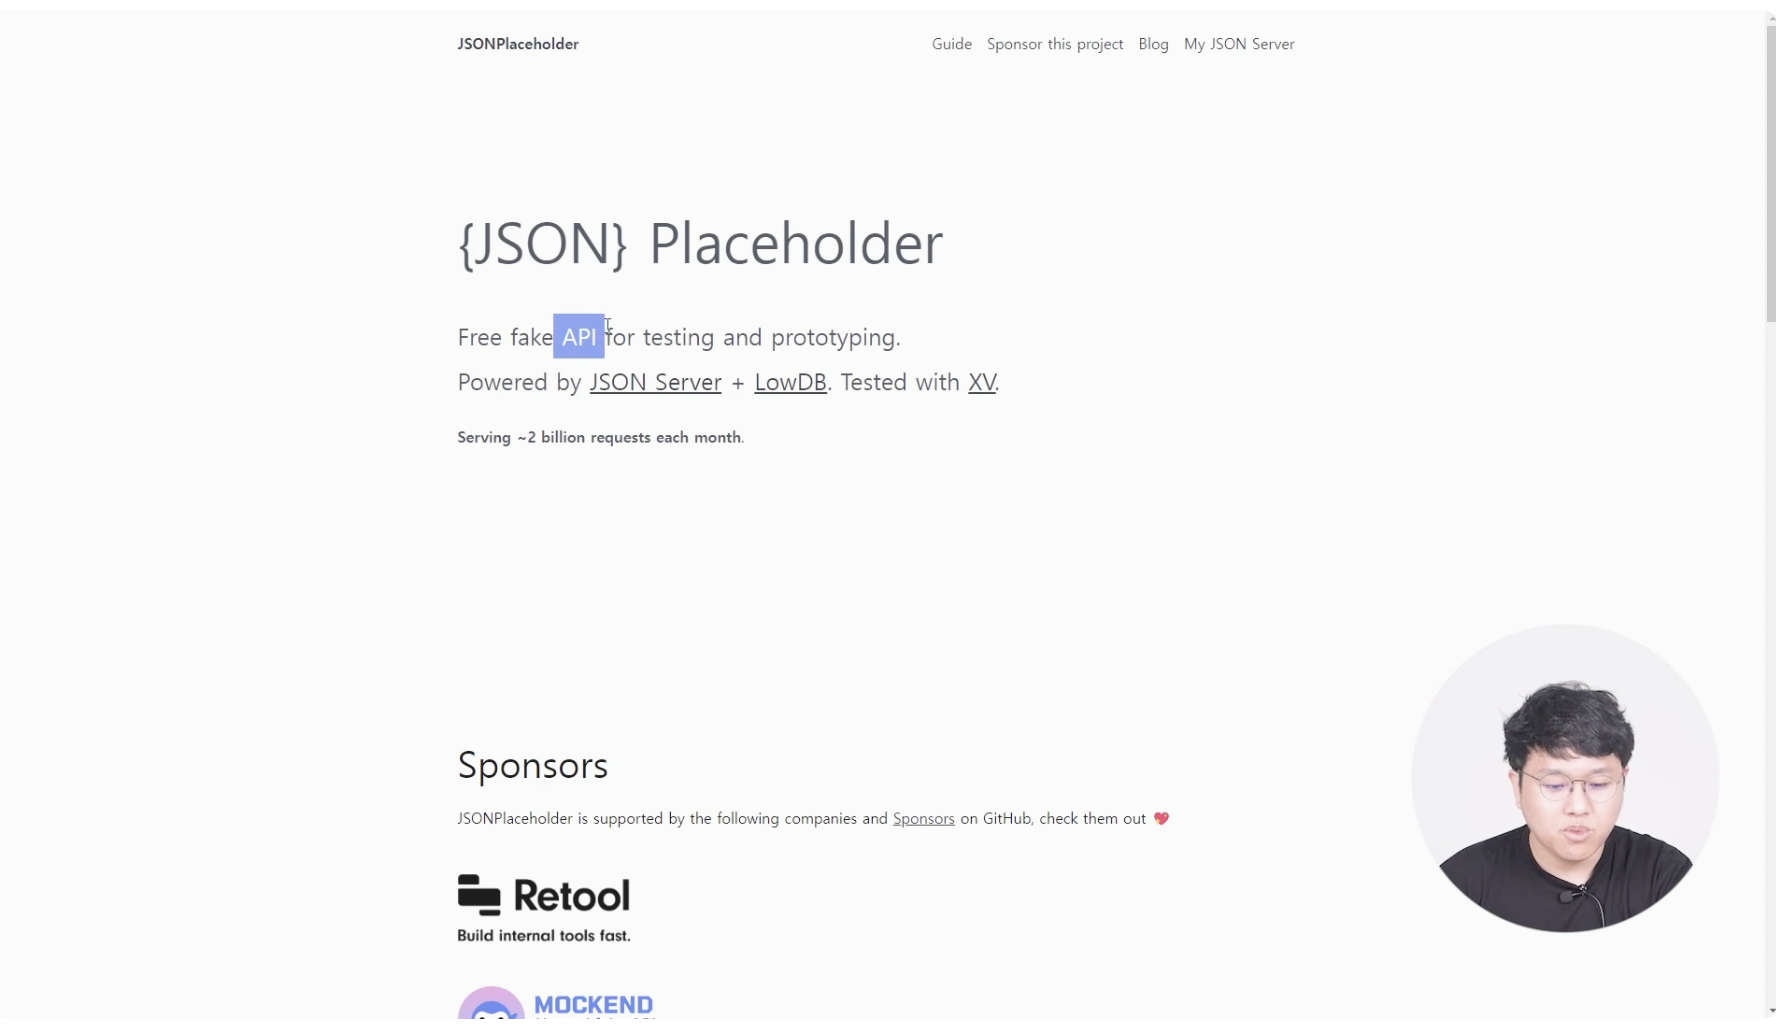 JSONPlaceholder
Guide Sponsor this project Blog My JSON Server
{JSON} Placeholder
Free fake API for testing and prototyping.
Powered by JSON Server + LowDB. Tested with XV.
Serving ~2 billion requests each month.
Sponsors
JSONPlaceholder is supported by the following companies and Sponsors on GitHub, check them out 💖
Retool
Build internal tools fast.
MOCKEND